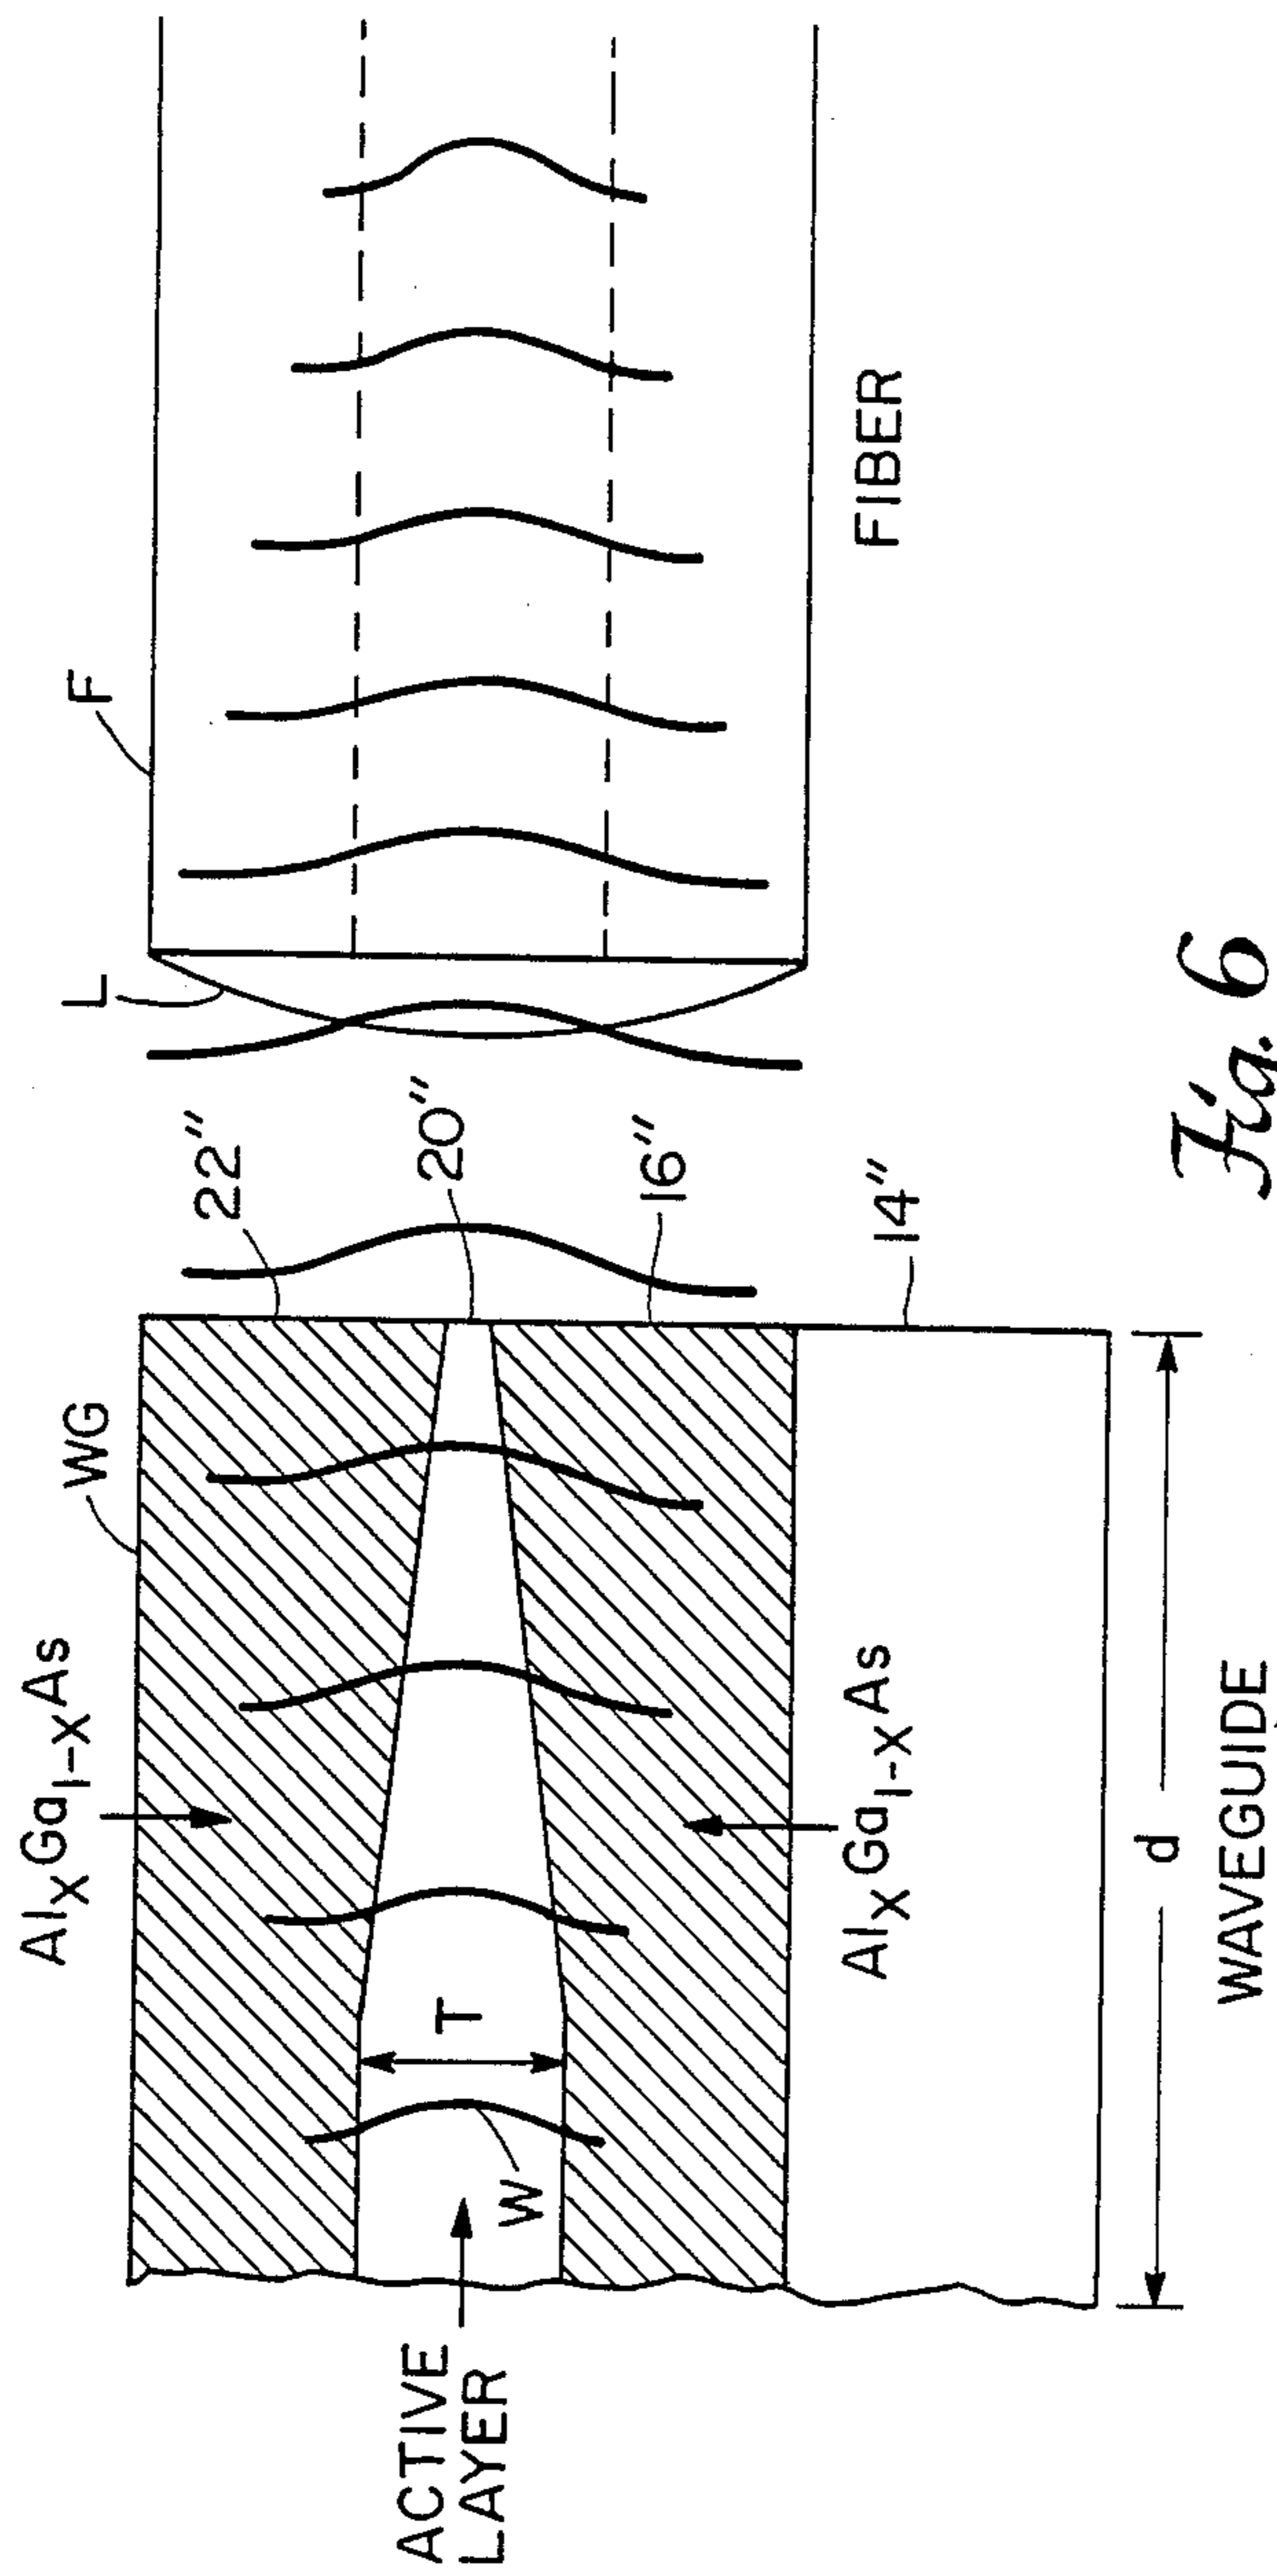 AlxGa1-xAs
WG
22"
20"
16"
14"
L
F
ACTIVE
LAYER
W
T
AlxGa1-xAs
d
WAVEGUIDE
FIBER
Fig. 6